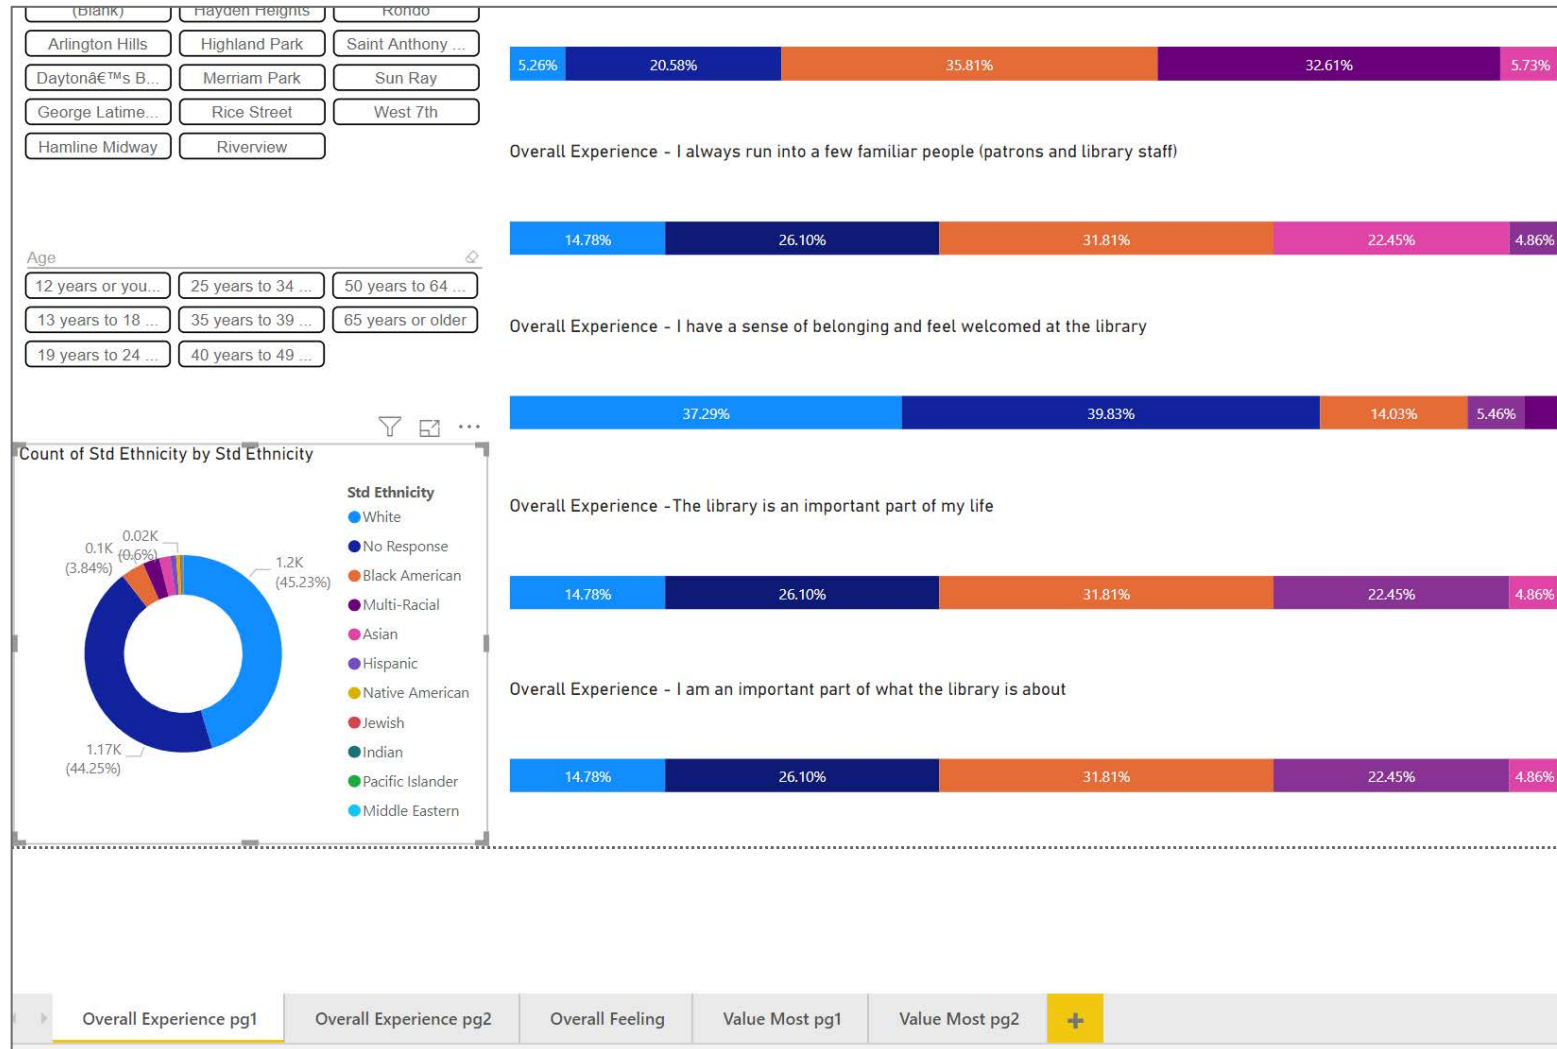 (Blank)
Hayden Heights
Rondo
Arlington Hills
Highland Park
Saint Anthony ...
Daytonâ€™s B...
Merriam Park
Sun Ray
George Latime...
Rice Street
West 7th
Hamline Midway
Riverview
Age
12 years or you...
25 years to 34 ...
50 years to 64 ...
13 years to 18 ...
35 years to 39 ...
65 years or older
19 years to 24 ...
40 years to 49 ...
Count of Std Ethnicity by Std Ethnicity
0.02K
(0.6%)
0.1K
(3.84%)
1.2K
(45.23%)
1.17K
(44.25%)
Std Ethnicity
White
No Response
Black American
Multi-Racial
Asian
Hispanic
Native American
Jewish
Indian
Pacific Islander
Middle Eastern
5.26% 20.58% 35.81% 32.61% 5.73%
Overall Experience - I always run into a few familiar people (patrons and library staff)
14.78% 26.10% 31.81% 22.45% 4.86%
Overall Experience - I have a sense of belonging and feel welcomed at the library
37.29% 39.83% 14.03% 5.46%
Overall Experience -The library is an important part of my life
14.78% 26.10% 31.81% 22.45% 4.86%
Overall Experience - I am an important part of what the library is about
14.78% 26.10% 31.81% 22.45% 4.86%
Overall Experience pg1
Overall Experience pg2
Overall Feeling
Value Most pg1
Value Most pg2
+